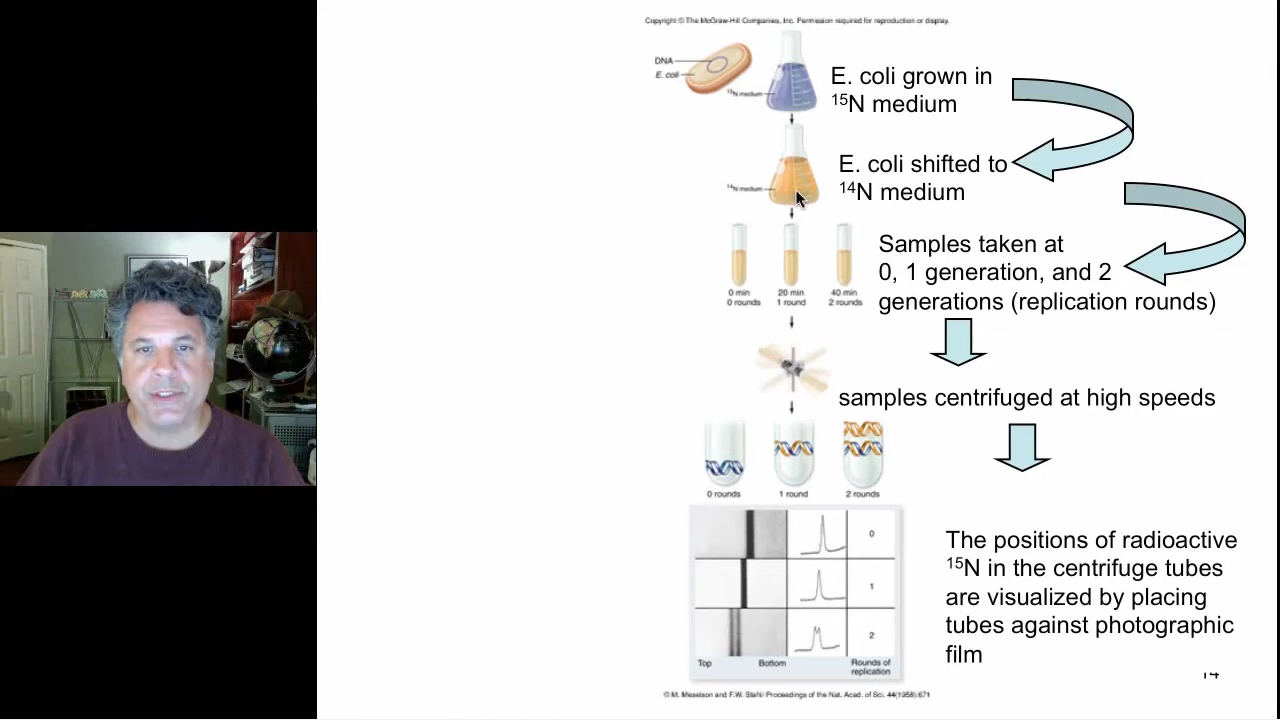 Copyright © The McGraw-Hill Companies, Inc. Permission required for reproduction or display.
DNA
E. coli
¹⁵N medium
E. coli grown in
¹⁵N medium
E. coli shifted to
¹⁴N medium
¹⁴N medium
Samples taken at
0, 1 generation, and 2
generations (replication rounds)
0 min 20 min 40 min
0 rounds 1 round 2 rounds
samples centrifuged at high speeds
0 rounds 1 round 2 rounds
0
1
2
Top Bottom Rounds of
replication
The positions of radioactive
¹⁵N in the centrifuge tubes
are visualized by placing
tubes against photographic
film
14
© M. Meselson and F.W. Stahl/ Proceedings of the Nat. Acad. of Sci. 44(1958)671